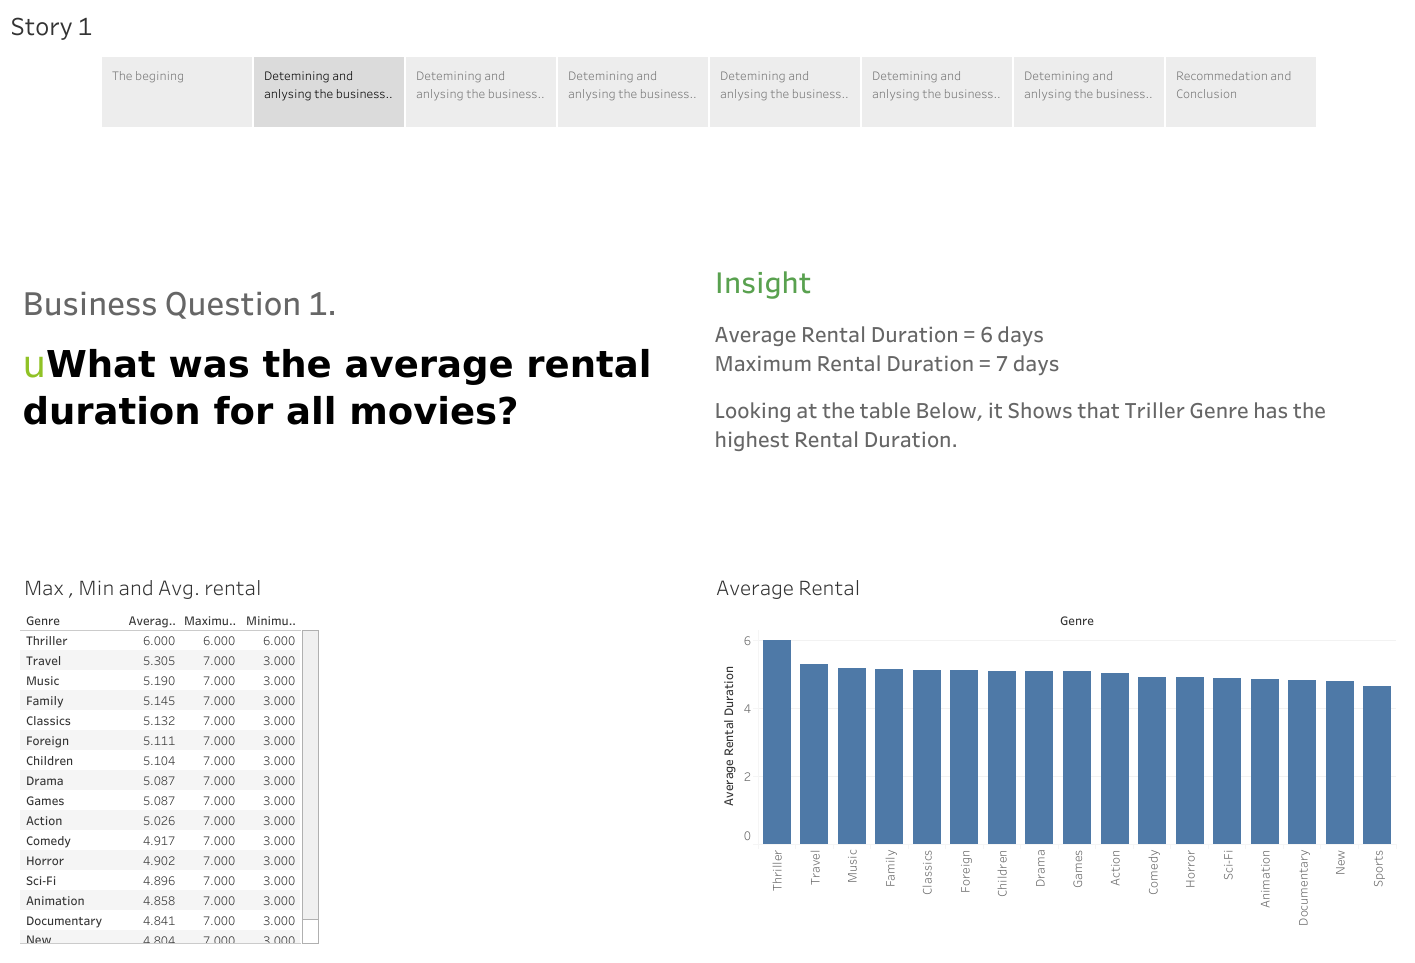 Story 1
The begining
Detemining and
anlysing the business..
Detemining and
anlysing the business..
Detemining and
anlysing the business..
Detemining and
anlysing the business..
Detemining and
anlysing the business..
Detemining and
anlysing the business..
Recommedation and
Conclusion
Business Question 1.
uWhat was the average rental
duration for all movies?
Insight
Average Rental Duration = 6 days
Maximum Rental Duration = 7 days
Looking at the table Below, it Shows that Triller Genre has the
highest Rental Duration.
Max , Min and Avg. rental
Genre Averag.. Maximu.. Minimu..
Thriller 6.000 6.000 6.000
Travel 5.305 7.000 3.000
Music 5.190 7.000 3.000
Family 5.145 7.000 3.000
Classics 5.132 7.000 3.000
Foreign 5.111 7.000 3.000
Children 5.104 7.000 3.000
Drama 5.087 7.000 3.000
Games 5.087 7.000 3.000
Action 5.026 7.000 3.000
Comedy 4.917 7.000 3.000
Horror 4.902 7.000 3.000
Sci-Fi 4.896 7.000 3.000
Animation 4.858 7.000 3.000
Documentary 4.841 7.000 3.000
New 4.804 7.000 3.000
Average Rental
Genre
Average Rental Duration
6
4
2
0
Thriller
Travel
Music
Family
Classics
Foreign
Children
Drama
Games
Action
Comedy
Horror
Sci-Fi
Animation
Documentary
New
Sports